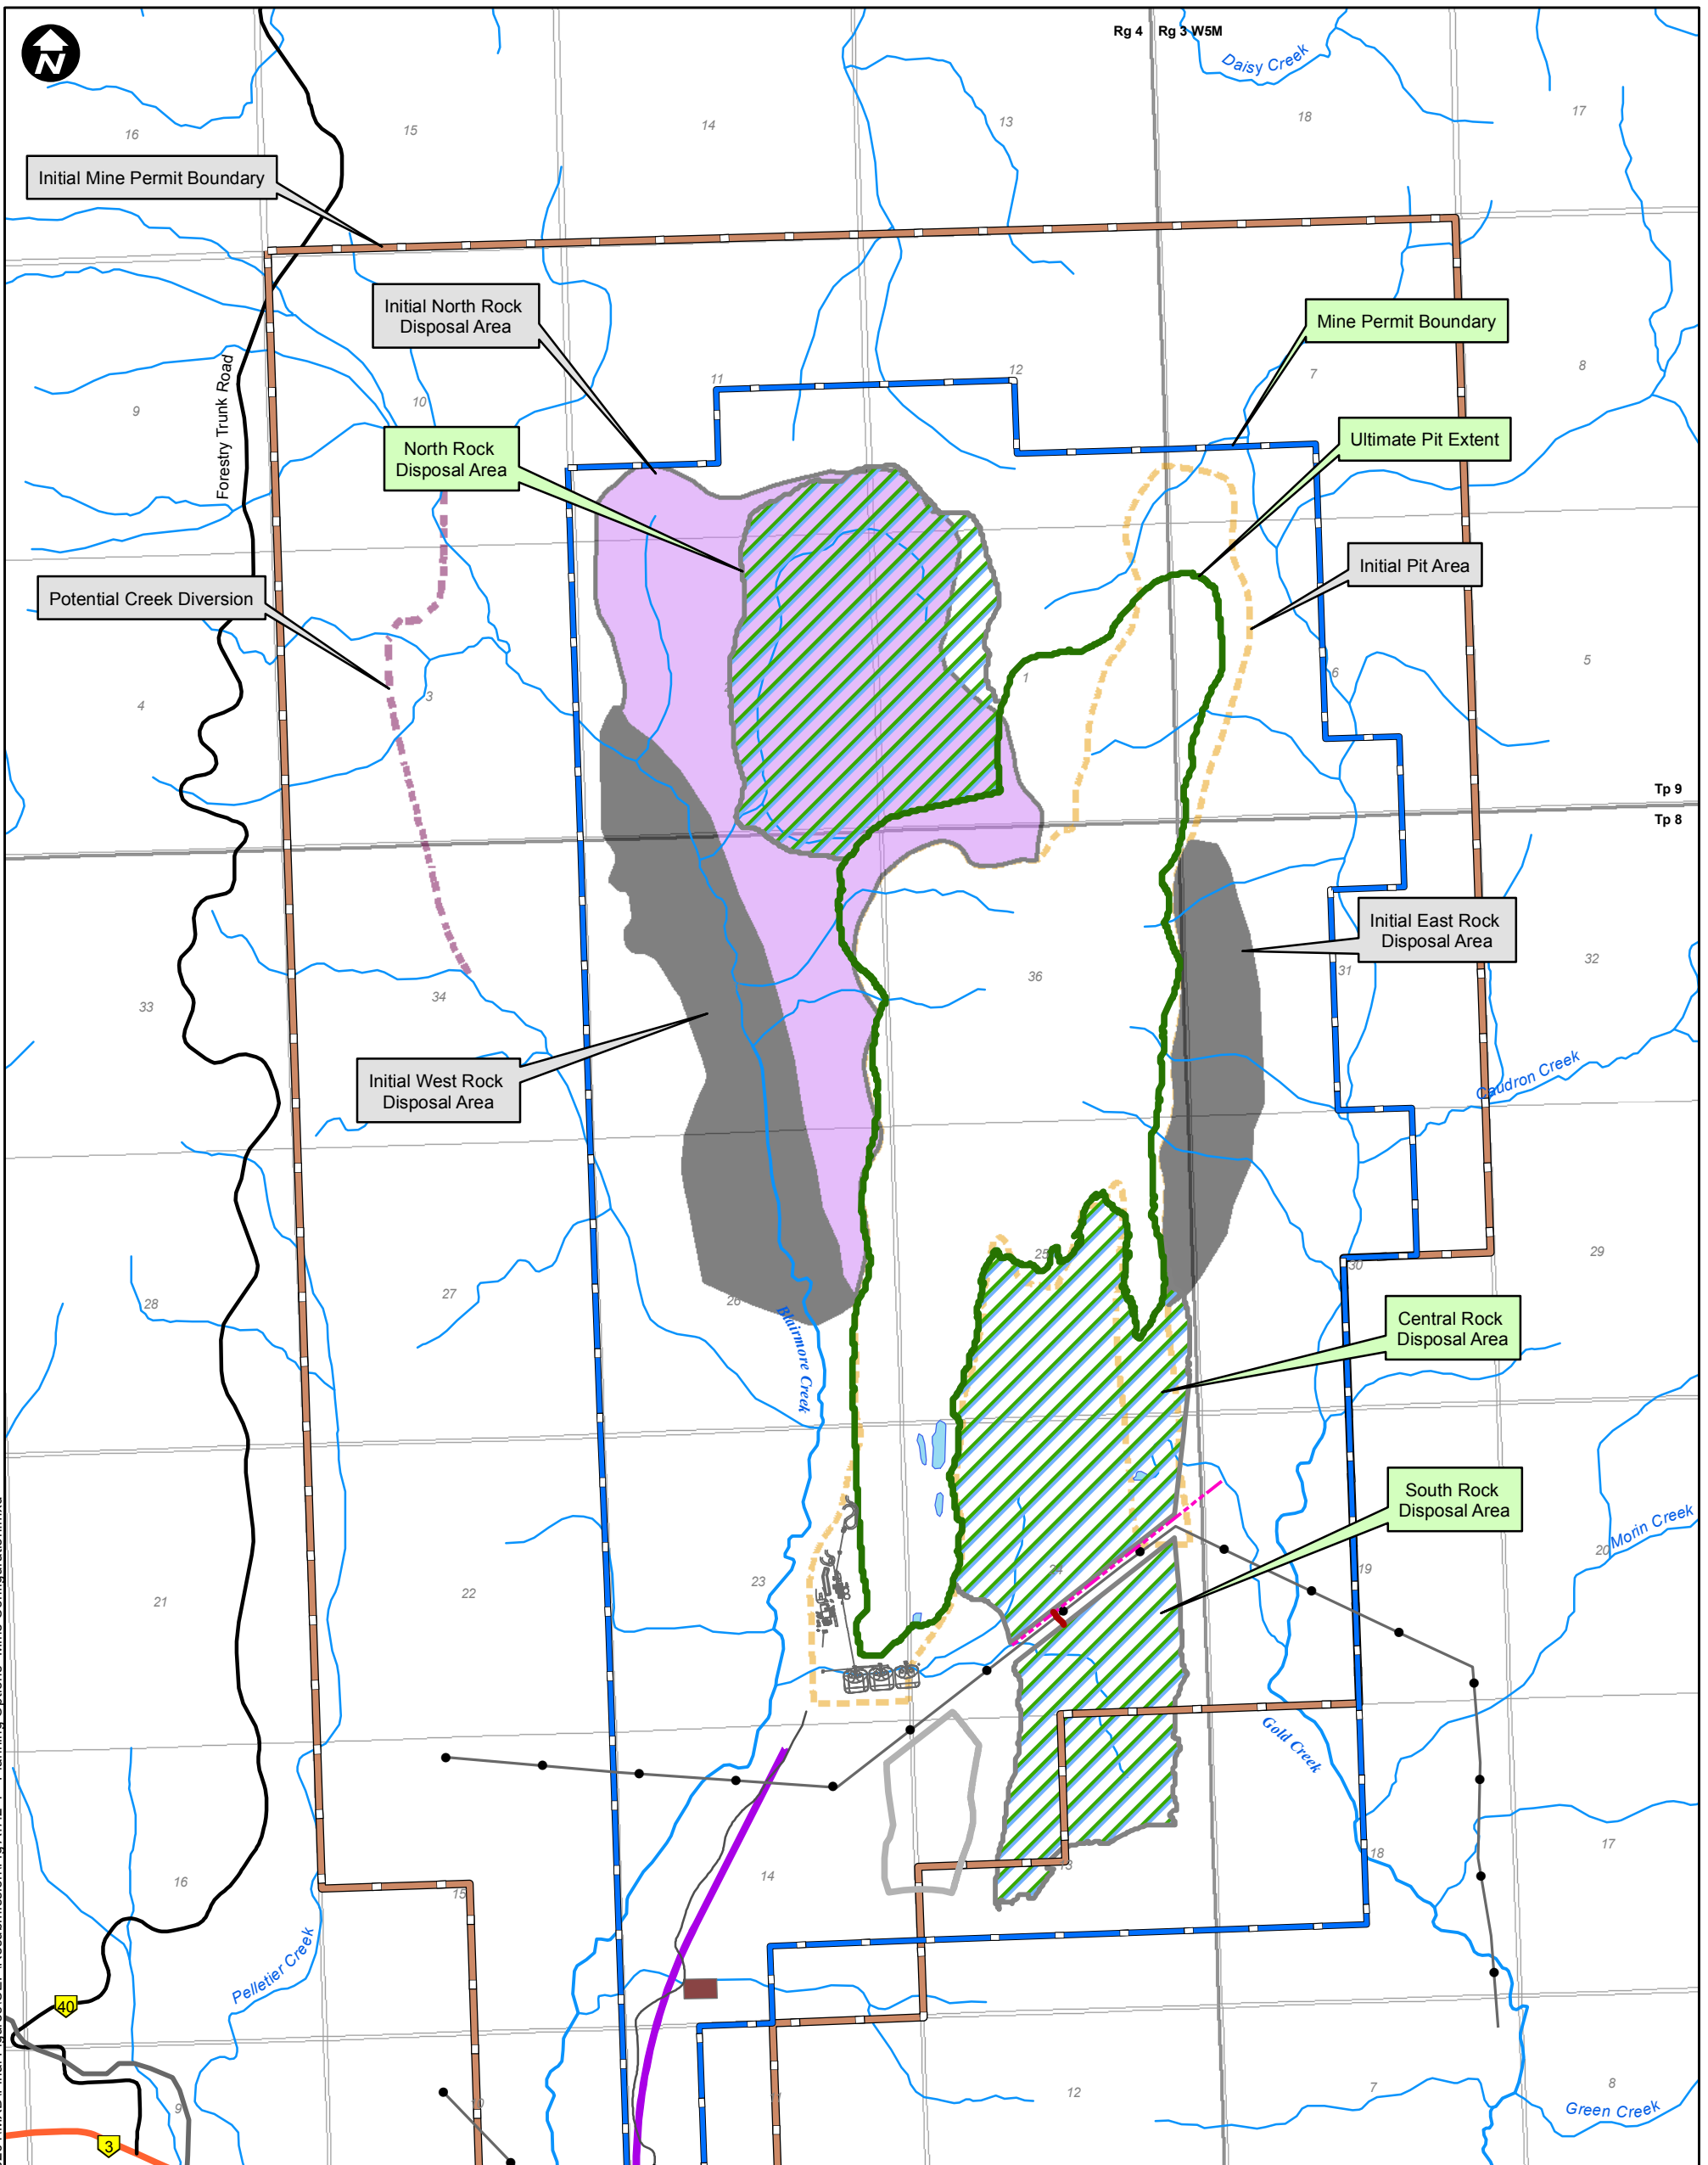 N
Rg 4
Rg 3 W5M
Daisy Creek
16
15
14
13
18
17
Initial Mine Permit Boundary
Initial North Rock
Disposal Area
Mine Permit Boundary
Forestry Trunk Road
9
10
11
12
7
8
North Rock
Disposal Area
Ultimate Pit Extent
Initial Pit Area
Potential Creek Diversion
4
3
1
6
5
Tp 9
Tp 8
Initial East Rock
Disposal Area
33
34
36
31
32
Initial West Rock
Disposal Area
Caudron Creek
28
27
26
25
30
29
Blairmore Creek
Central Rock
Disposal Area
South Rock
Disposal Area
Morin Creek
21
22
23
24
19
20
Gold Creek
16
15
14
13
18
17
Pelletier Creek
40
3
9
12
7
8
Green Creek